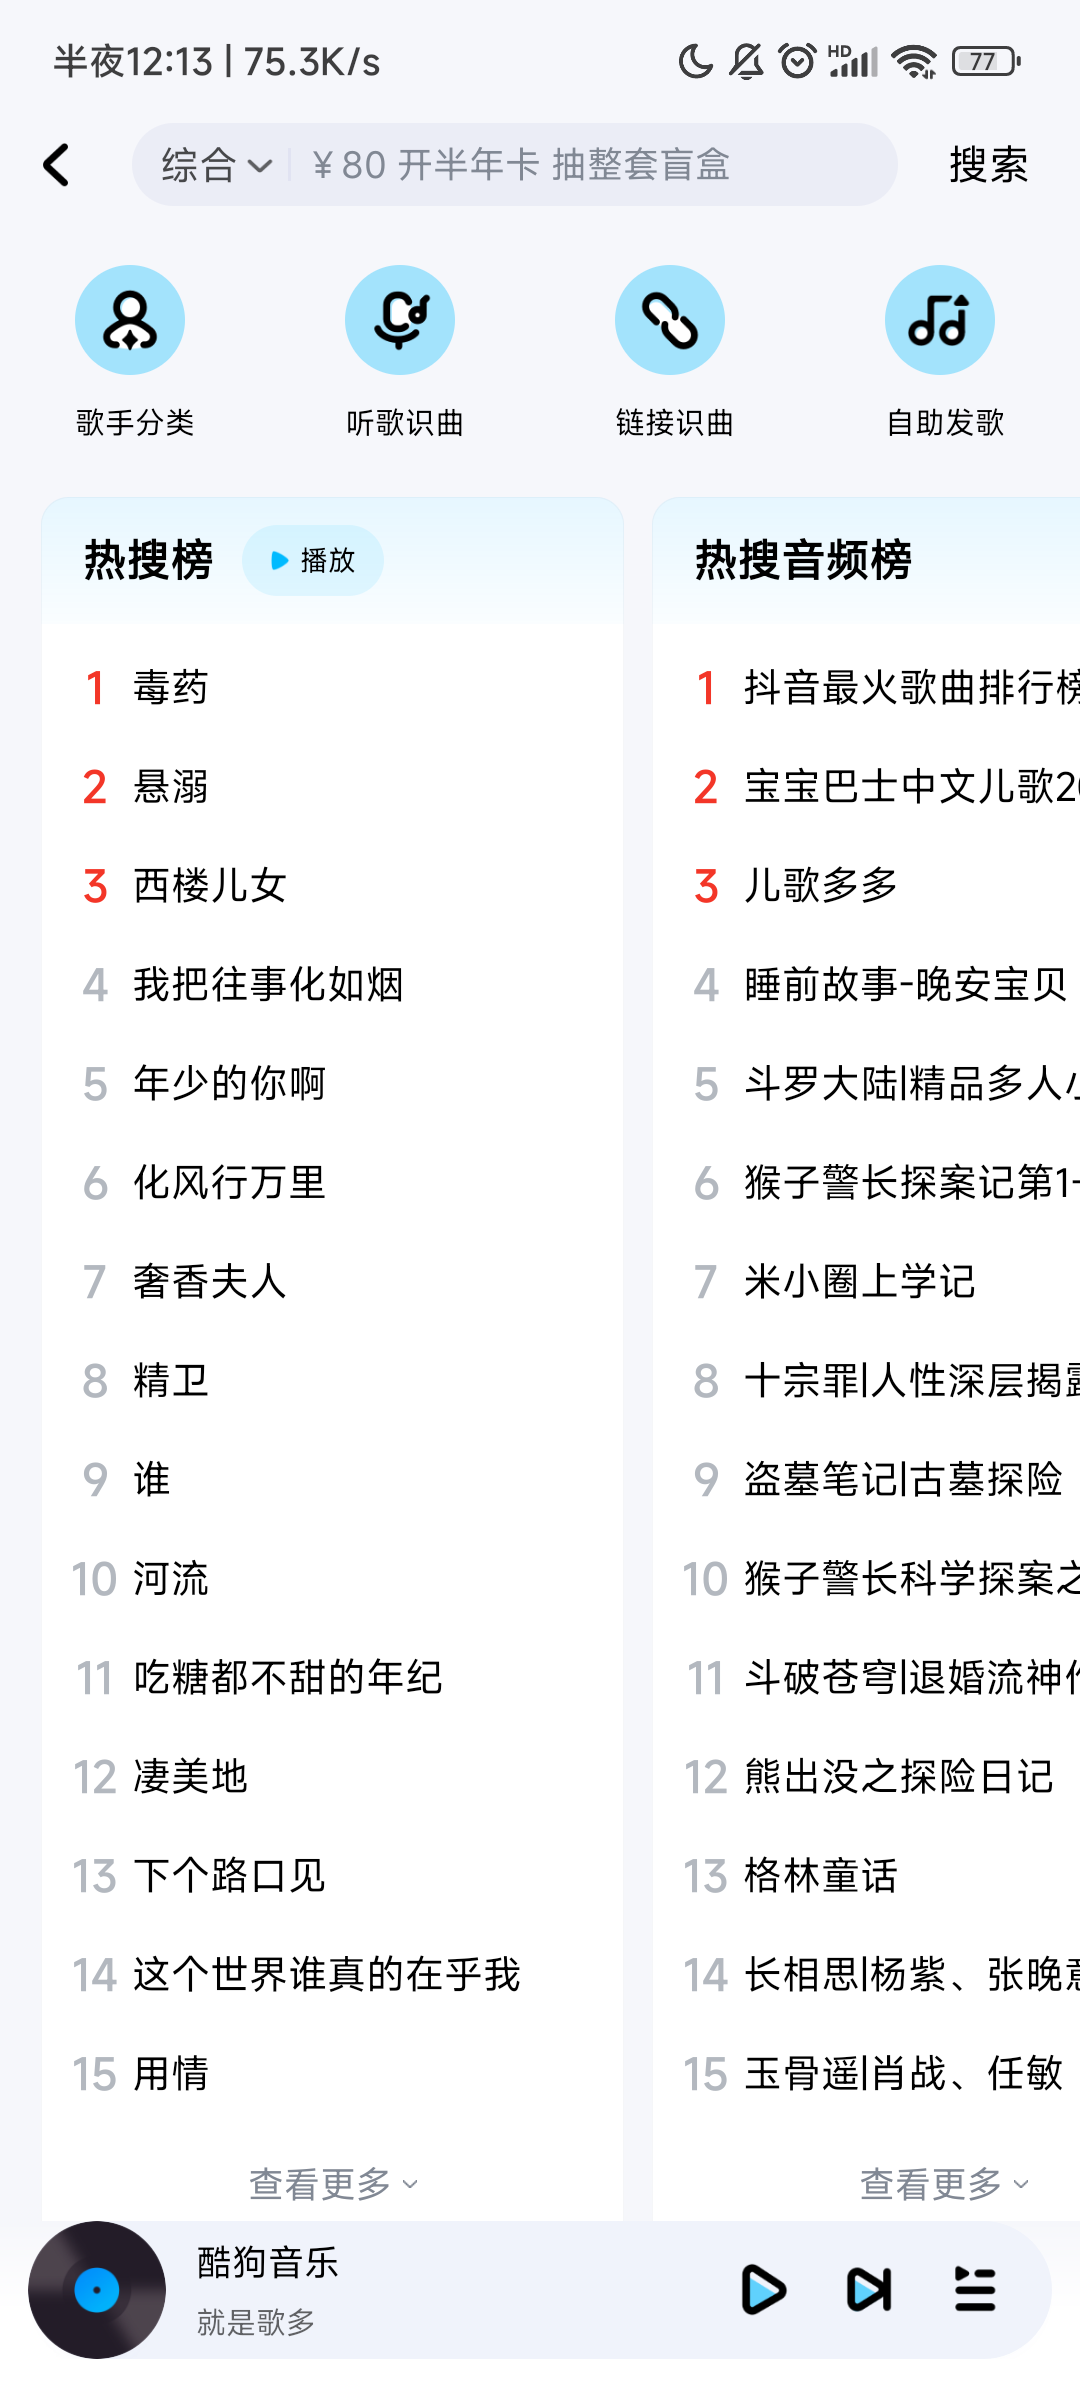 半夜12:13 | 75.3K/s
HD
77
综合
¥80 开半年卡 抽整套盲盒
搜索
歌手分类
听歌识曲
链接识曲
自助发歌
热搜榜
播放
1 毒药
2 悬溺
3 西楼儿女
4 我把往事化如烟
5 年少的你啊
6 化风行万里
7 奢香夫人
8 精卫
9 谁
10 河流
11 吃糖都不甜的年纪
12 凄美地
13 下个路口见
14 这个世界谁真的在乎我
15 用情
查看更多
热搜音频榜
1 抖音最火歌曲排行榜
2 宝宝巴士中文儿歌2
3 儿歌多多
4 睡前故事-晚安宝贝
5 斗罗大陆|精品多人小
6 猴子警长探案记第1-
7 米小圈上学记
8 十宗罪|人性深层揭露
9 盗墓笔记|古墓探险
10 猴子警长科学探案之
11 斗破苍穹|退婚流神作
12 熊出没之探险日记
13 格林童话
14 长相思|杨紫、张晚意
15 玉骨遥|肖战、任敏
查看更多
酷狗音乐
就是歌多